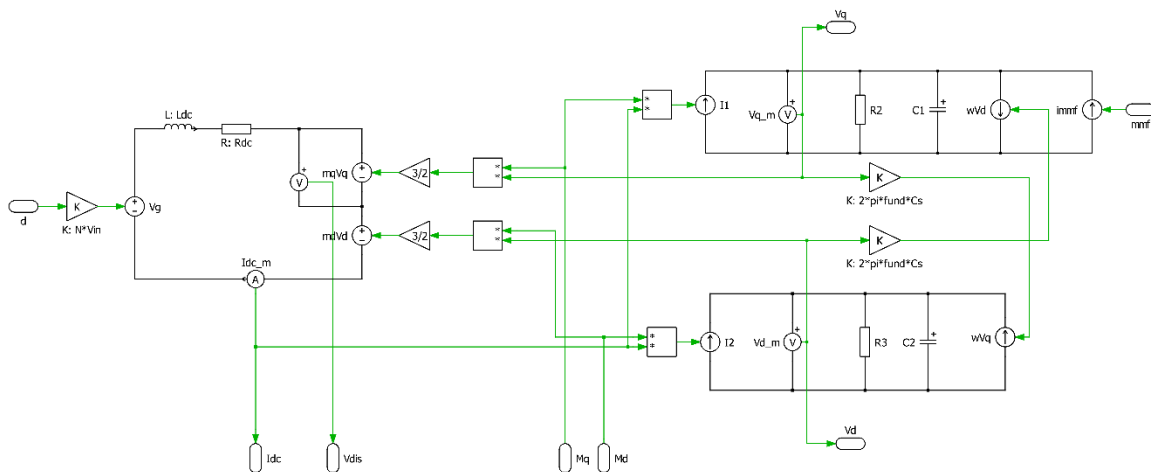 Vq
L: Ldc
R: Rdc
V
mqVq
3/2
*
*
*
*
I1
Vq_m
V
R2
C1
wVd
immf
mmf
d
K
K: N*Vin
Vg
K
K: 2*pi*fund*Cs
mdVd
3/2
*
*
K
K: 2*pi*fund*Cs
Idc_m
A
*
*
I2
Vd_m
V
R3
C2
wVq
Idc
Vdis
Mq
Md
Vd